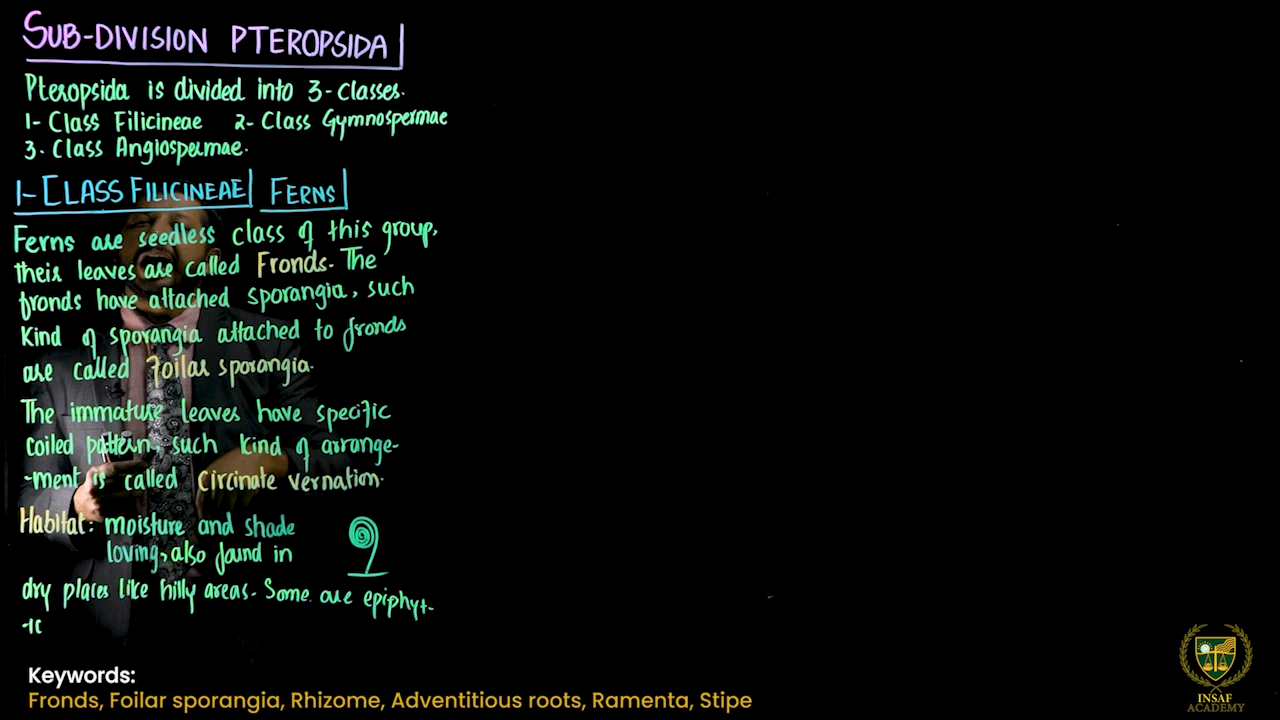 SUB-DIVISION PTEROPSIDA
Pteropsida is divided into 3-classes.
1- Class Filicineae 2- Class Gymnospermae
3. Class Angiospermae.
1- CLASS FILICINEAE FERNS
Ferns are seedless class of this group,
their leaves are called Fronds. The
fronds have attached sporangia, such
Kind of sporangia attached to fronds
are called Foilar sporangia.
The immature leaves have specific
coiled pattern, such kind of arrange-
-ment is called circinate vernation.
Habitat: moisture and shade
loving, also found in
dry places like hilly areas. Some are epiphyt-
-ic
Keywords:
Fronds, Foilar sporangia, Rhizome, Adventitious roots, Ramenta, Stipe
INSAF
ACADEMY